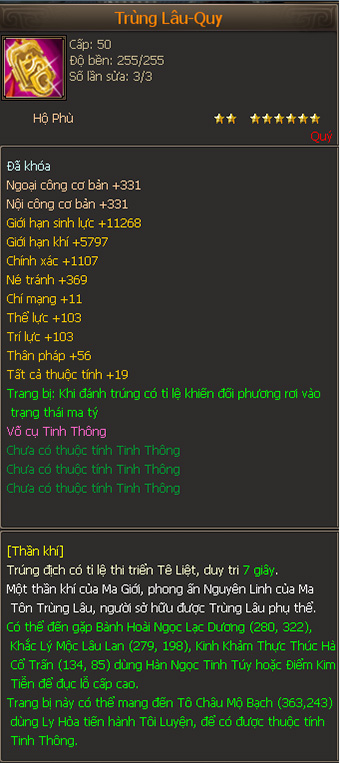 Trùng Lâu-Quy
Cấp: 50
Độ bền: 255/255
Số lần sửa: 3/3
Hộ Phù
Quý
Đã khóa
Ngoại công cơ bản +331
Nội công cơ bản +331
Giới hạn sinh lực +11268
Giới hạn khí +5797
Chính xác +1107
Né tránh +369
Chí mạng +11
Thể lực +103
Trí lực +103
Thân pháp +56
Tất cả thuộc tính +19
Trang bị: Khi đánh trúng có tỉ lệ khiến đối phương rơi vào
trạng thái ma tý
Võ cụ Tinh Thông
Chưa có thuộc tính Tinh Thông
Chưa có thuộc tính Tinh Thông
Chưa có thuộc tính Tinh Thông
[Thần khí]
Trúng địch có tỉ lệ thi triển Tê Liệt, duy trì 7 giây.
Một thần khí của Ma Giới, phong ấn Nguyên Linh của Ma
Tôn Trùng Lâu, người sở hữu được Trùng Lâu phụ thể.
Có thể đến gặp Bành Hoài Ngọc Lạc Dương (280, 322),
Khắc Lý Mộc Lâu Lan (279, 198), Kinh Khảm Thực Thúc Hà
Cổ Trấn (134, 85) dùng Hàn Ngọc Tinh Túy hoặc Điểm Kim
Tiễn để đục lỗ cấp cao.
Trang bị này có thể mang đến Tô Châu Mộ Bạch (363,243)
dùng Ly Hỏa tiến hành Tôi Luyện, để có được thuộc tính
Tinh Thông.